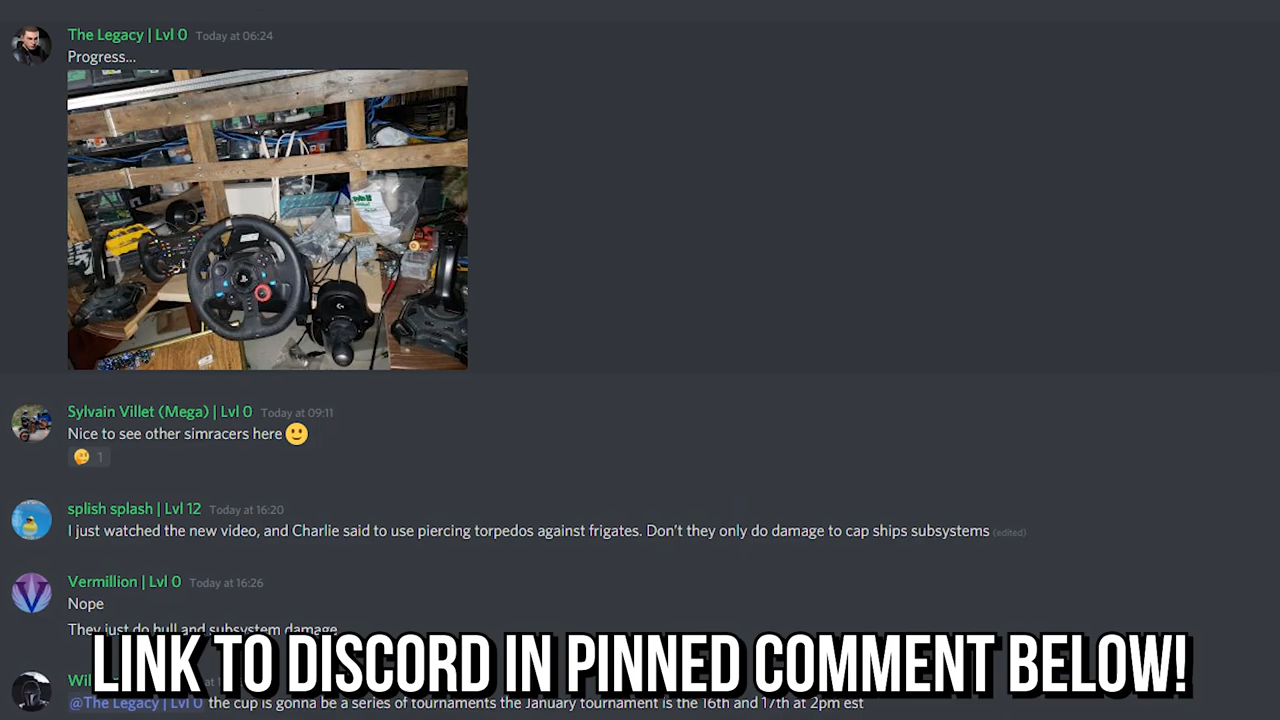 The Legacy | Lvl 0 Today at 06:24
Progress...
Sylvain Villet (Mega) | Lvl 0 Today at 09:11
Nice to see other simracers here
1
splish splash | Lvl 12 Today at 16:20
I just watched the new video, and Charlie said to use piercing torpedos against frigates. Don't they only do damage to cap ships subsystems (edited)
Vermillion | Lvl 0 Today at 16:26
Nope
They just do hull and subsystem damage
LINK TO DISCORD IN PINNED COMMENT BELOW!
@The Legacy | Lvl 0 the cup is gonna be a series of tournaments the January tournament is the 16th and 17th at 2pm est